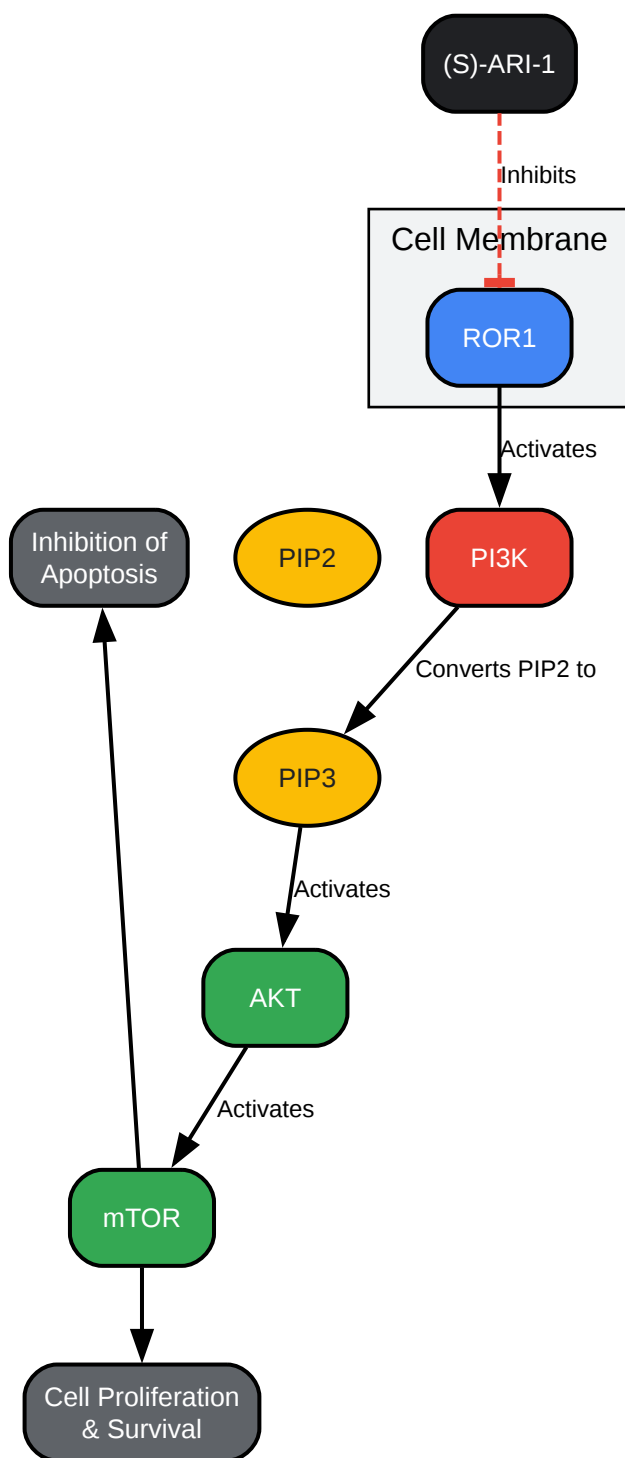 (S)-ARI-1
Inhibits
Cell Membrane
ROR1
Activates
Inhibition of
Apoptosis
PIP2
PI3K
Converts PIP2 to
PIP3
Activates
AKT
Activates
mTOR
Cell Proliferation
& Survival